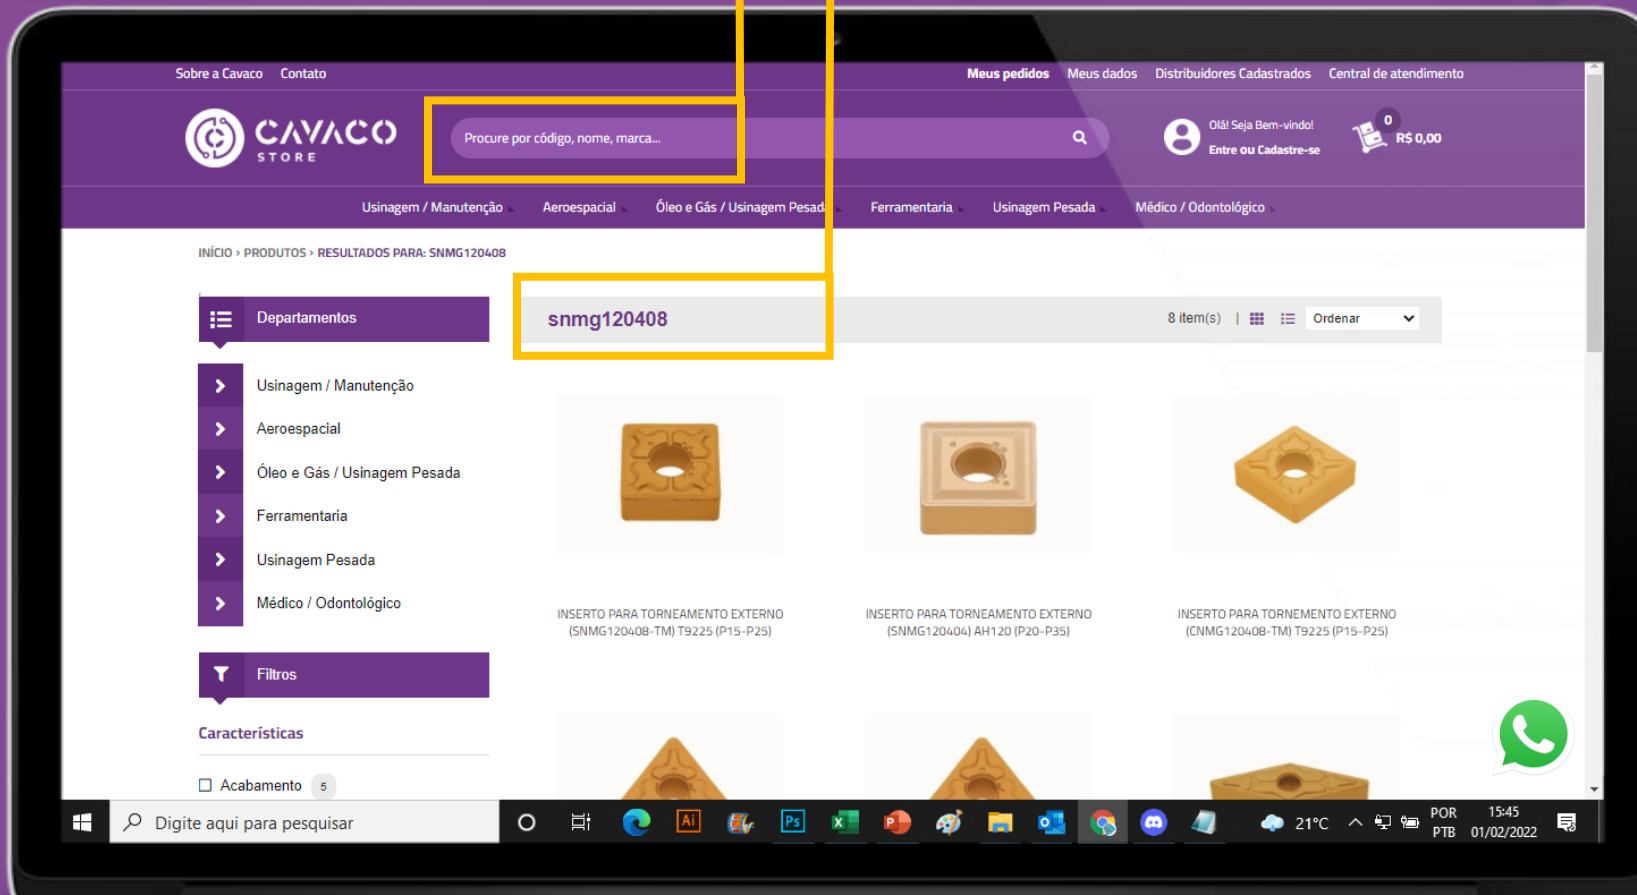 Sobre a Cavaco Contato Meus pedidos Meus dados Distribuidores Cadastrados Central de atendimento
CAVACO
STORE
Procure por código, nome, marca...
Olá! Seja Bem-vindo!
Entre ou Cadastre-se
0
R$ 0,00
Usinagem / Manutenção Aeroespacial Óleo e Gás / Usinagem Pesada Ferramentaria Usinagem Pesada Médico / Odontológico
INÍCIO › PRODUTOS › RESULTADOS PARA: SNMG120408
Departamentos
snmg120408
8 item(s) | Ordenar
Usinagem / Manutenção
Aeroespacial
Óleo e Gás / Usinagem Pesada
Ferramentaria
Usinagem Pesada
Médico / Odontológico
INSERTO PARA TORNEAMENTO EXTERNO
(SNMG120408-TM) T9225 (P15-P25)
INSERTO PARA TORNEAMENTO EXTERNO
(SNMG120404) AH120 (P20-P35)
INSERTO PARA TORNEMENTO EXTERNO
(CNMG120408-TM) T9225 (P15-P25)
Filtros
Características
Acabamento 5
Digite aqui para pesquisar
Ai
Ps
21°C
POR
PTB
15:45
01/02/2022